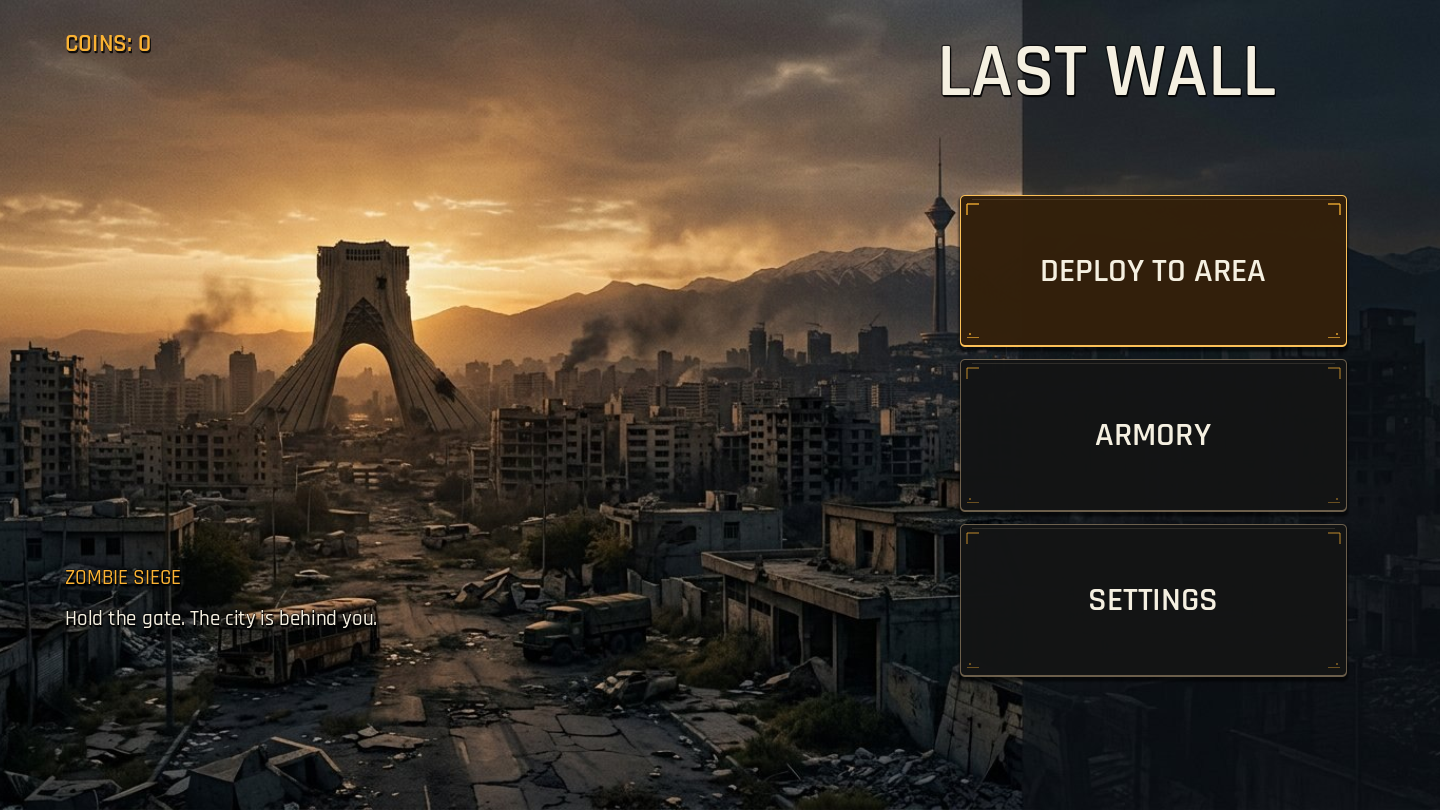 COINS: 0
LAST WALL
DEPLOY TO AREA
ARMORY
SETTINGS
ZOMBIE SIEGE
Hold the gate. The city is behind you.